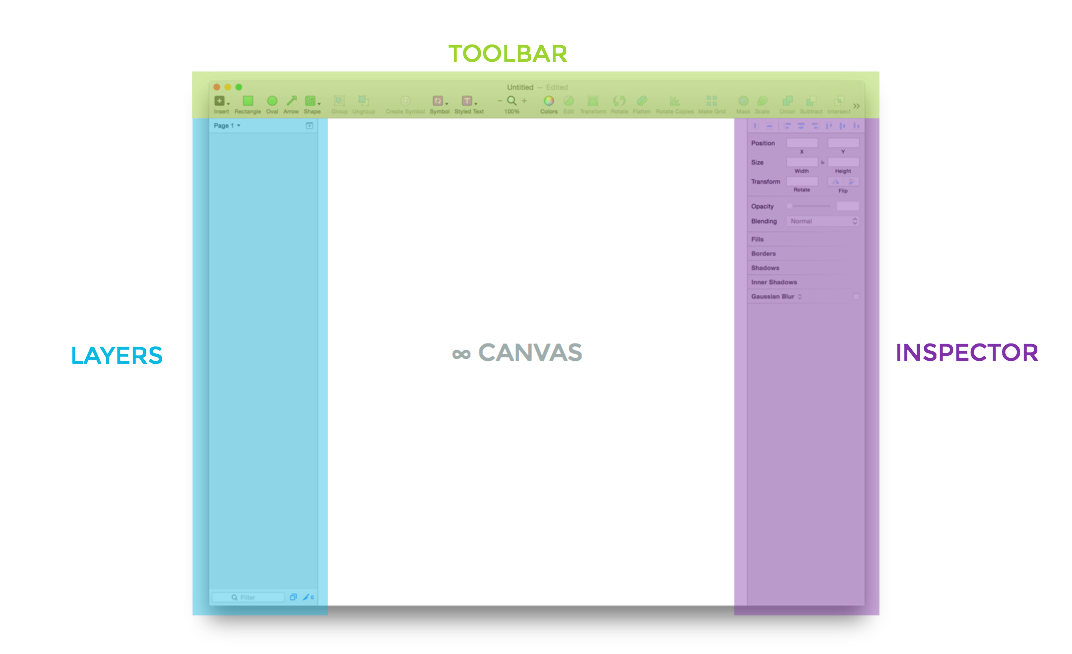 TOOLBAR
Untitled — Edited
Insert Rectangle Oval Arrow Shape Group Ungroup Create Symbol Symbol Styled Text 100% Colors Edit Transform Rotate Flatten Rotate Copies Make Grid Mask Scale Union Subtract Intersect »
Page 1
Position
X Y
Size
Width Height
Transform
Rotate Flip
Opacity
Blending Normal
Fills
Borders
Shadows
Inner Shadows
Gaussian Blur
LAYERS
∞ CANVAS
INSPECTOR
Filter